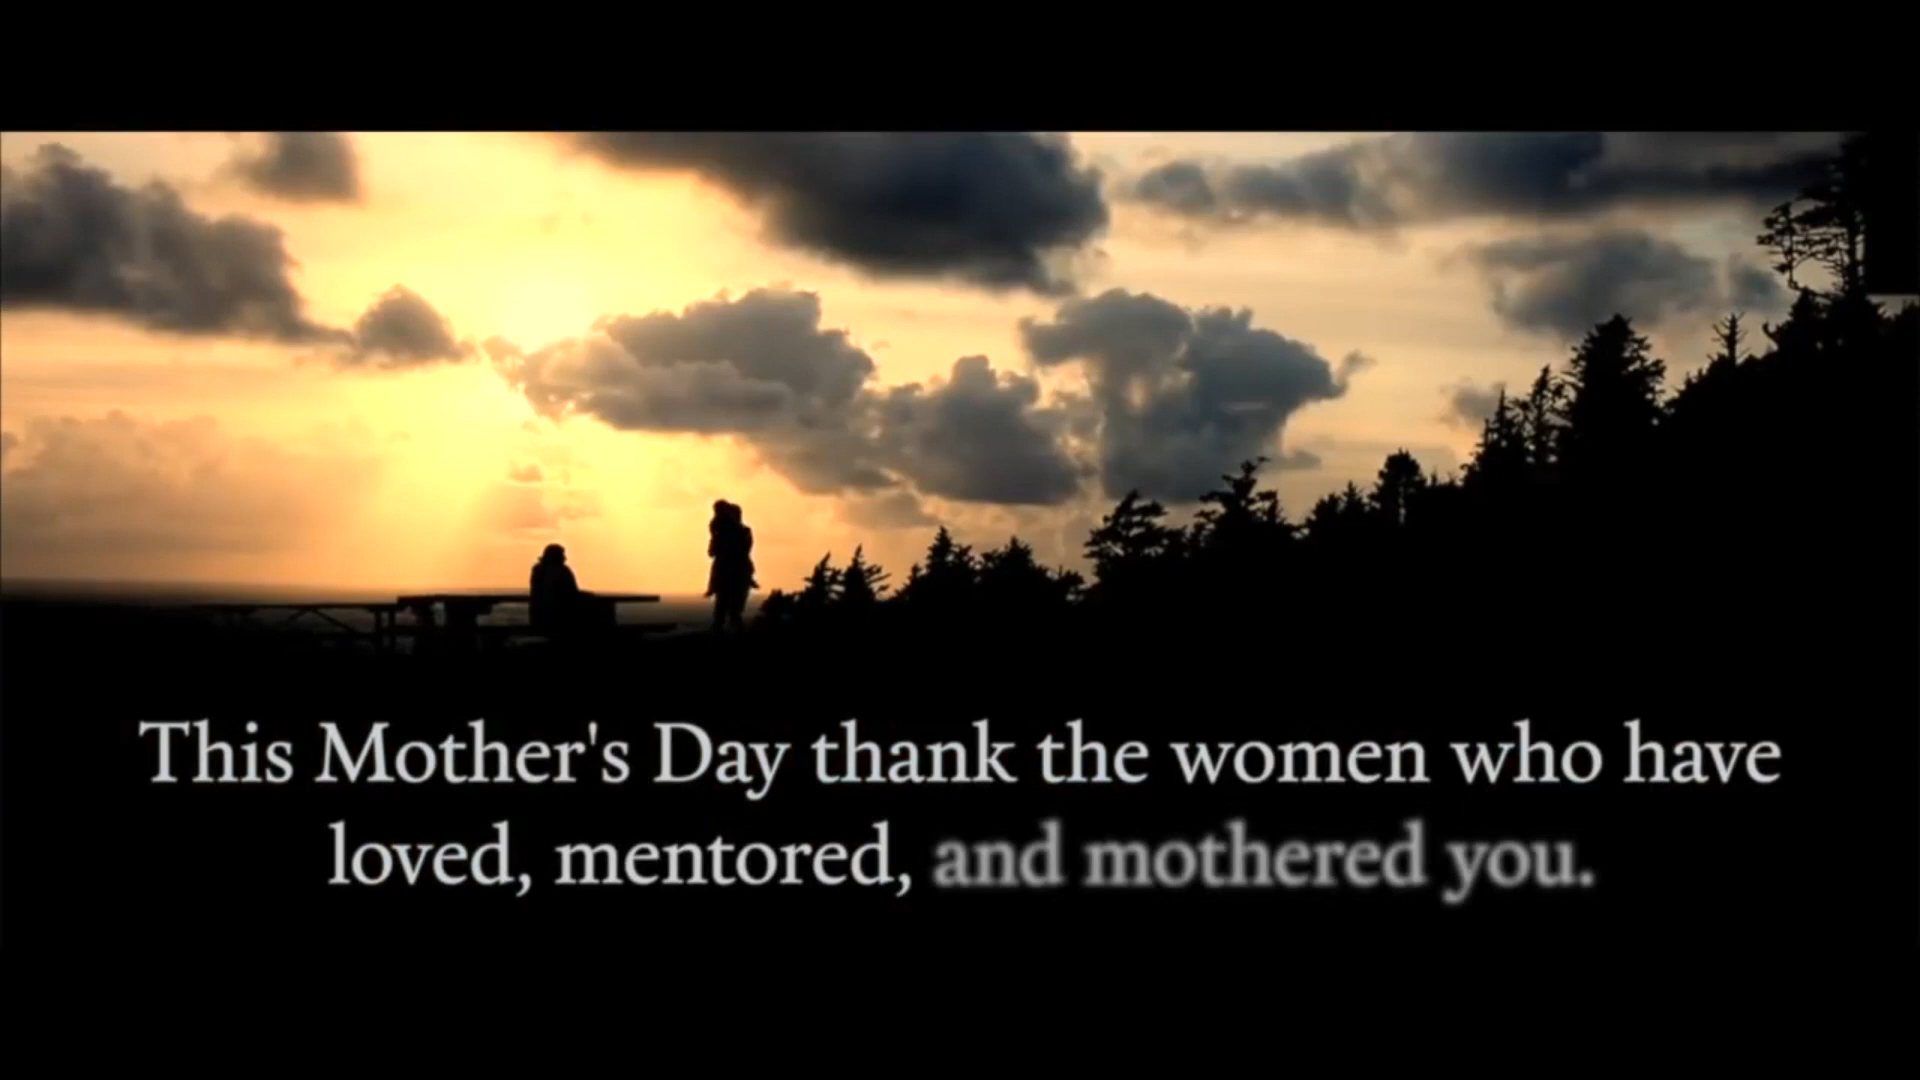 This Mother's Day thank the women who have
loved, mentored, and mothered you.